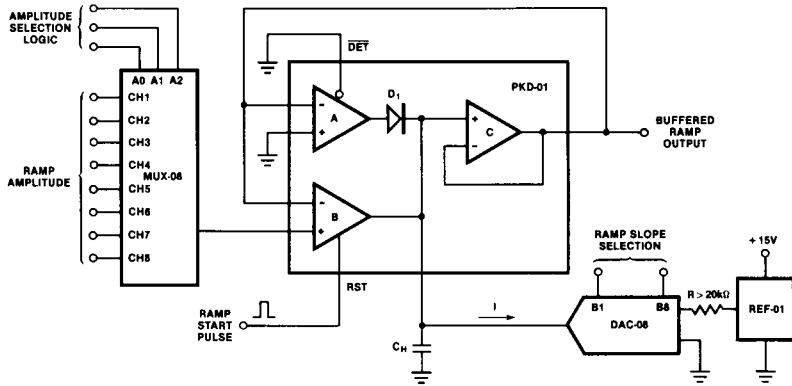 AMPLITUDE
SELECTION
LOGIC
A0 A1 A2
CH1
CH2
CH3
CH4
CH5
CH6
CH7
CH8
MUX-08
RAMP
AMPLITUDE
DET
PKD-01
D1
-
A
+
+
C
-
-
B
+
RST
BUFFERED
RAMP
OUTPUT
RAMP
START
PULSE
I
CH
RAMP SLOPE
SELECTION
B1
B8
DAC-08
R > 20kΩ
+15V
REF-01